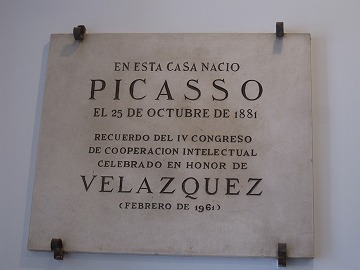 EN ESTA CASA NACIO
PICASSO
EL 25 DE OCTUBRE DE 1881
RECUERDO DEL IV CONGRESO
DE COOPERACION INTELECTUAL
CELEBRADO EN HONOR DE
VELAZQUEZ
(FEBRERO DE 1961)